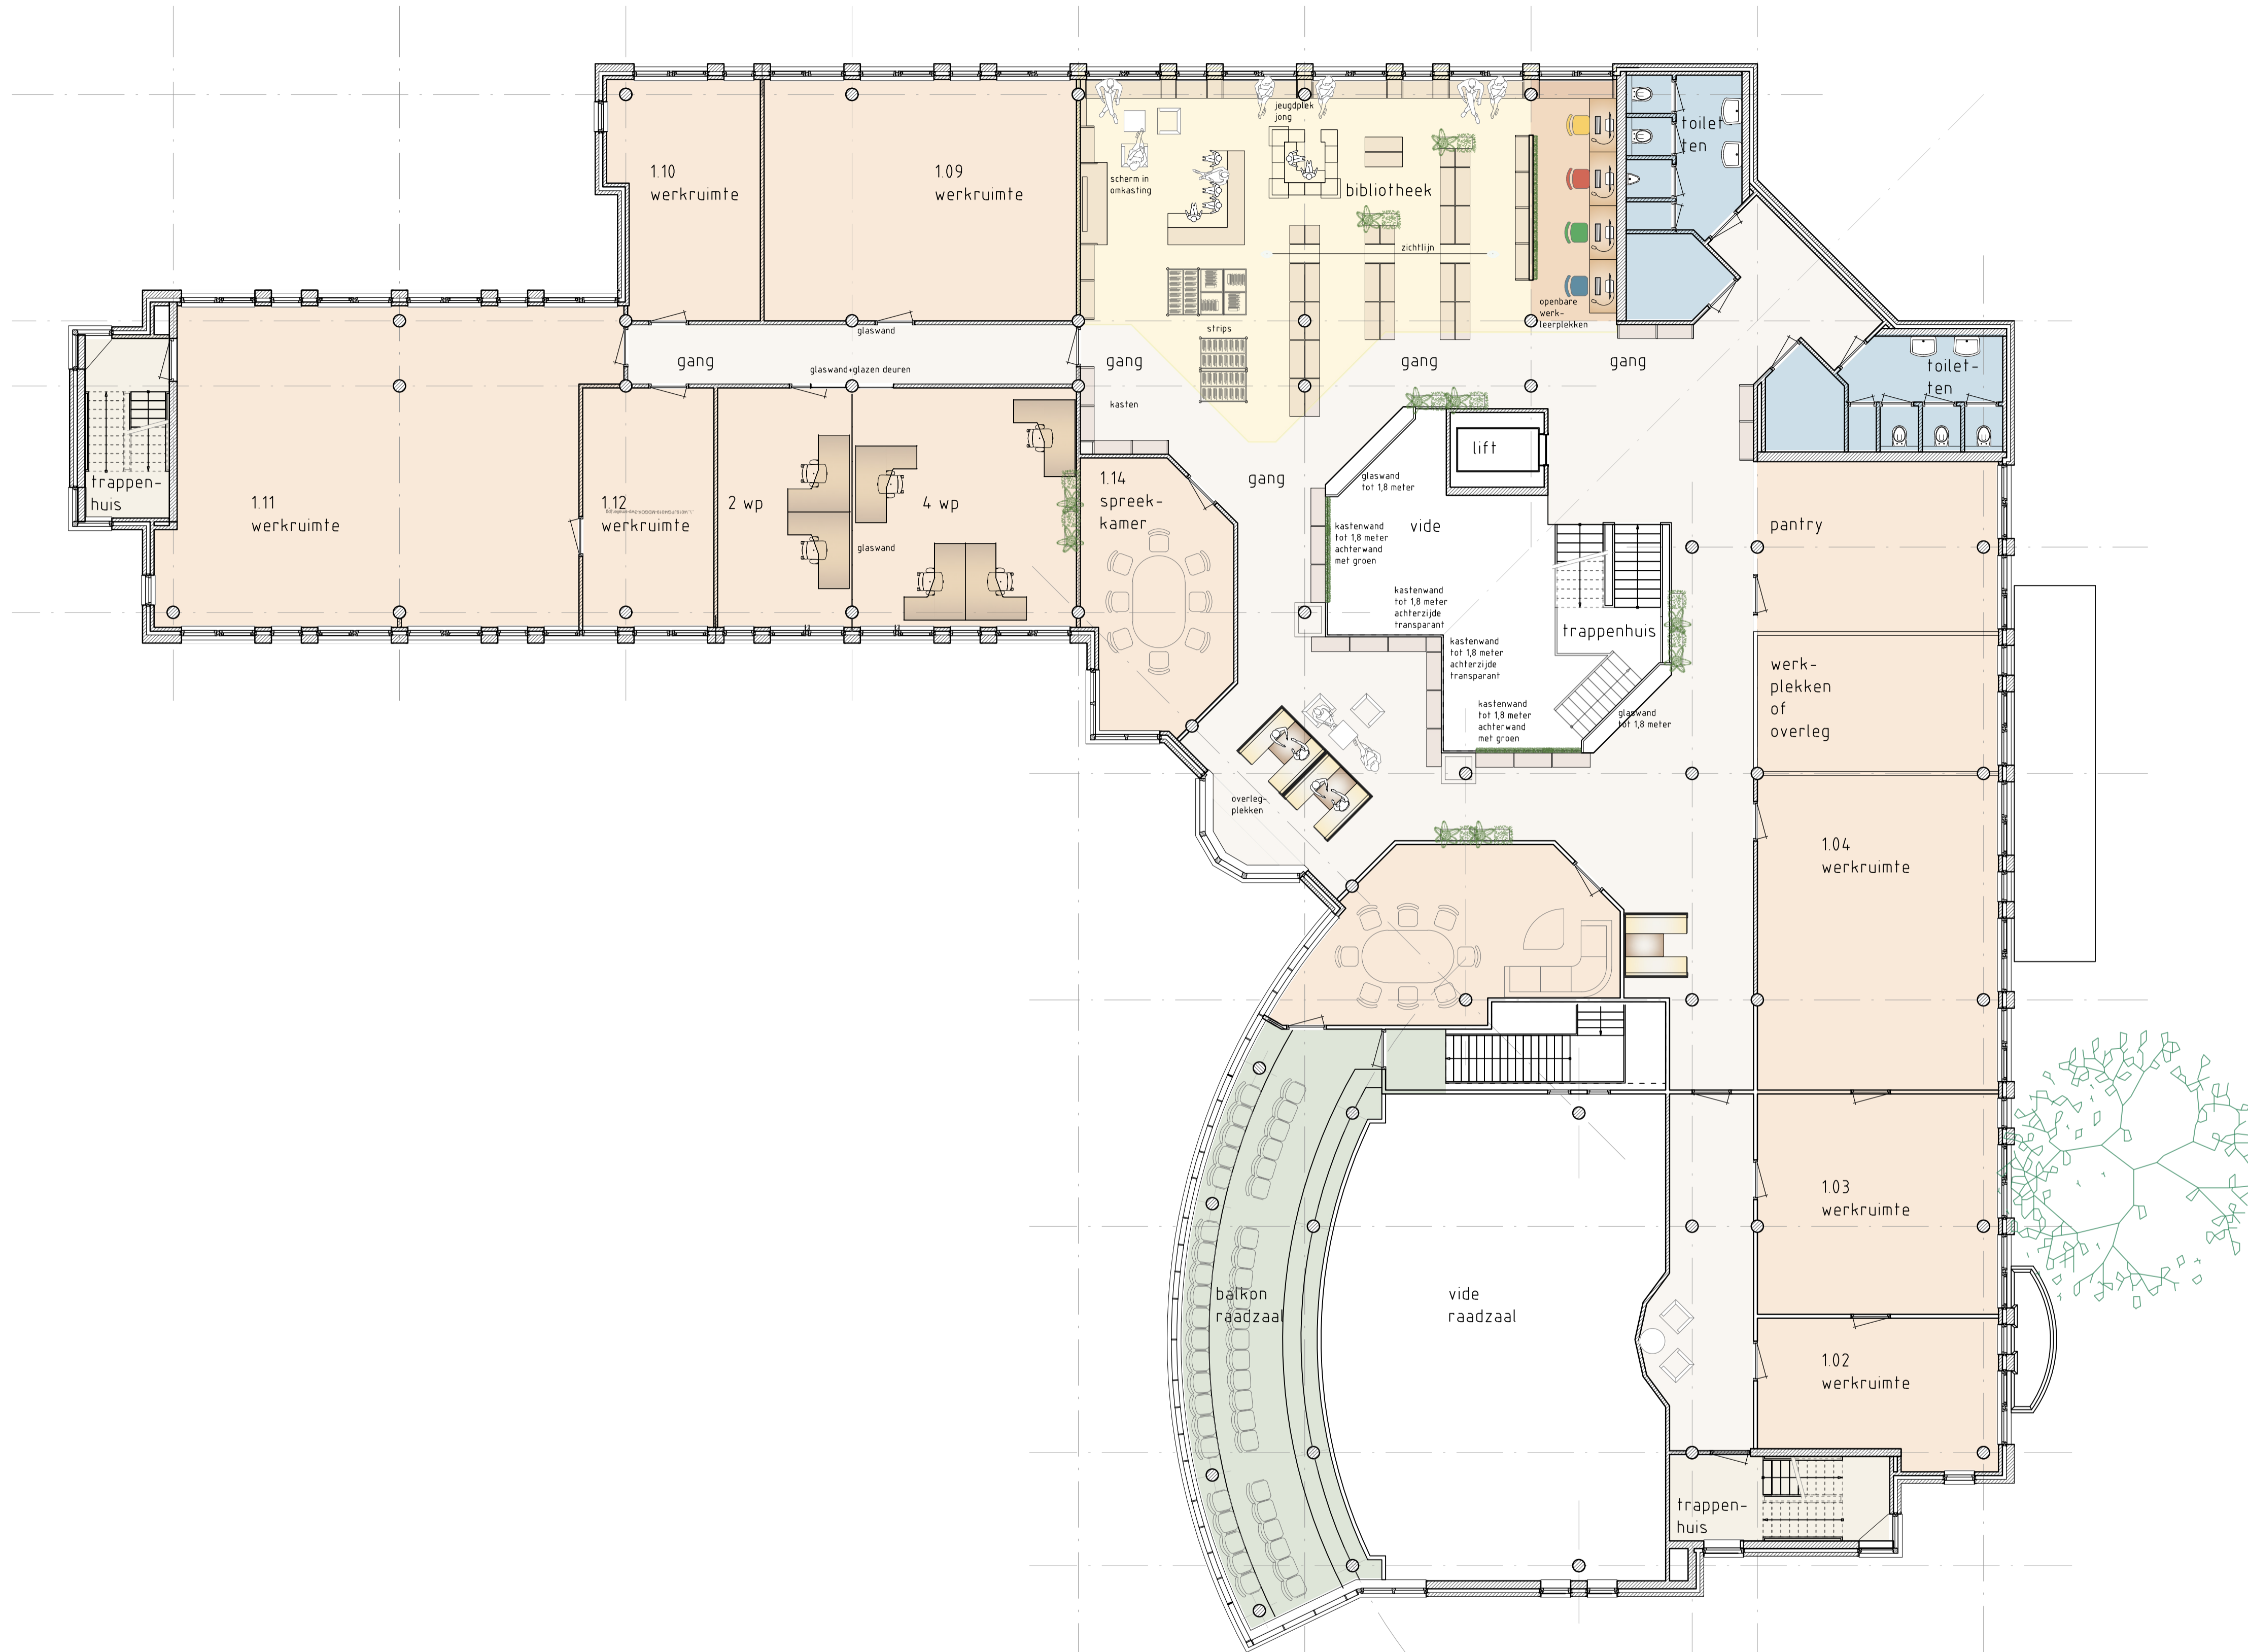 jeugdplek
jong
toilet
ten
1.10
werkruimte
1.09
werkruimte
scherm in
omkasting
bibliotheek
zichtlijn
openbare
werk-
leerplekken
strips
glaswand
gang
glaswand+glazen deuren
gang
gang
gang
toilet-
ten
kasten
trappen-
huis
1.11
werkruimte
1.12
werkruimte
2 wp
4 wp
glaswand
1.14
spreek-
kamer
gang
glaswand
tot 1,8 meter
lift
vide
kastenwand
tot 1,8 meter
achterwand
met groen
pantry
kastenwand
tot 1,8 meter
achterzijde
transparant
trappenhuis
kastenwand
tot 1,8 meter
achterzijde
transparant
werk-
plekken
of
overleg
kastenwand
tot 1,8 meter
achterwand
met groen
glaswand
tot 1,8 meter
overleg-
plekken
1.04
werkruimte
1.03
werkruimte
balkon
raadzaal
vide
raadzaal
1.02
werkruimte
trappen-
huis